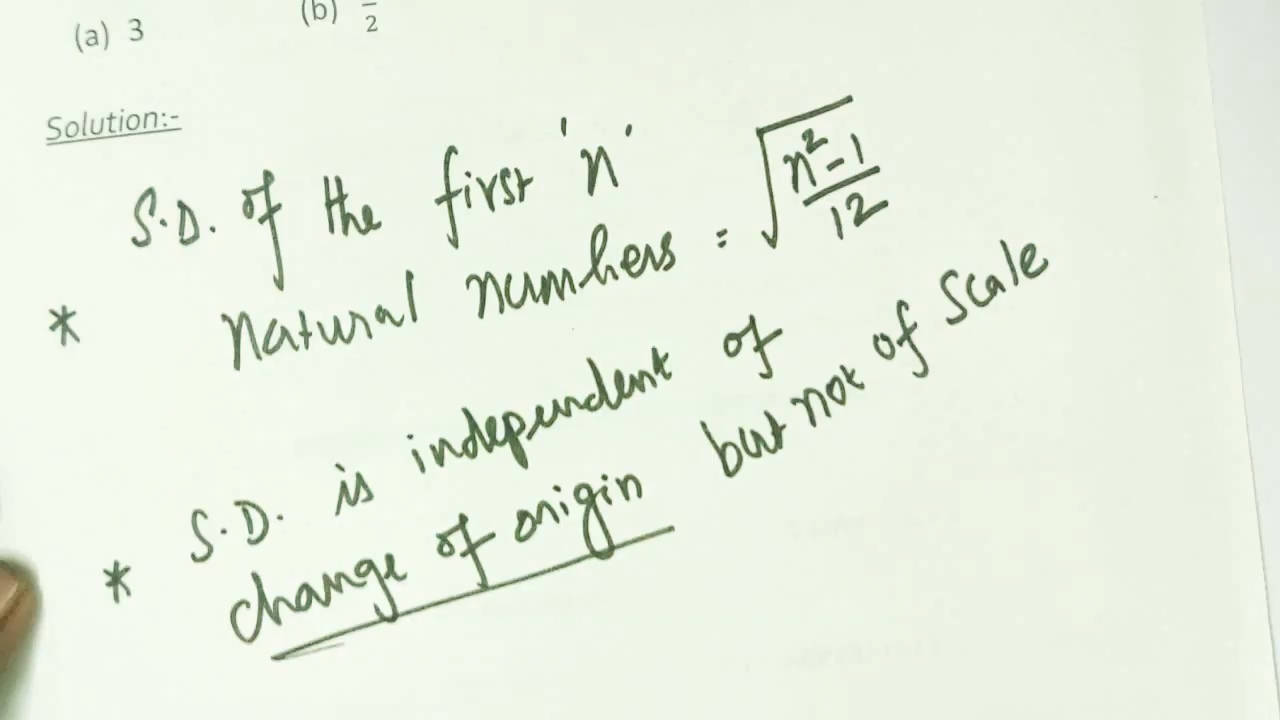 (a) 3 (b) 2
Solution:-
S.D. of the first 'n'
* Natural numbers = √(n²-1)/12
S.D. is independent of
* change of origin but not of Scale